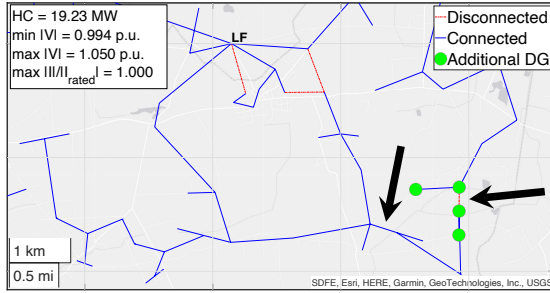 HC = 19.23 MW
min |V| = 0.994 p.u.
max |V| = 1.050 p.u.
max |I|/|I rated| = 1.000
LF
Disconnected
Connected
Additional DG
1 km
0.5 mi
SDFE, Esri, HERE, Garmin, GeoTechnologies, Inc., USGS